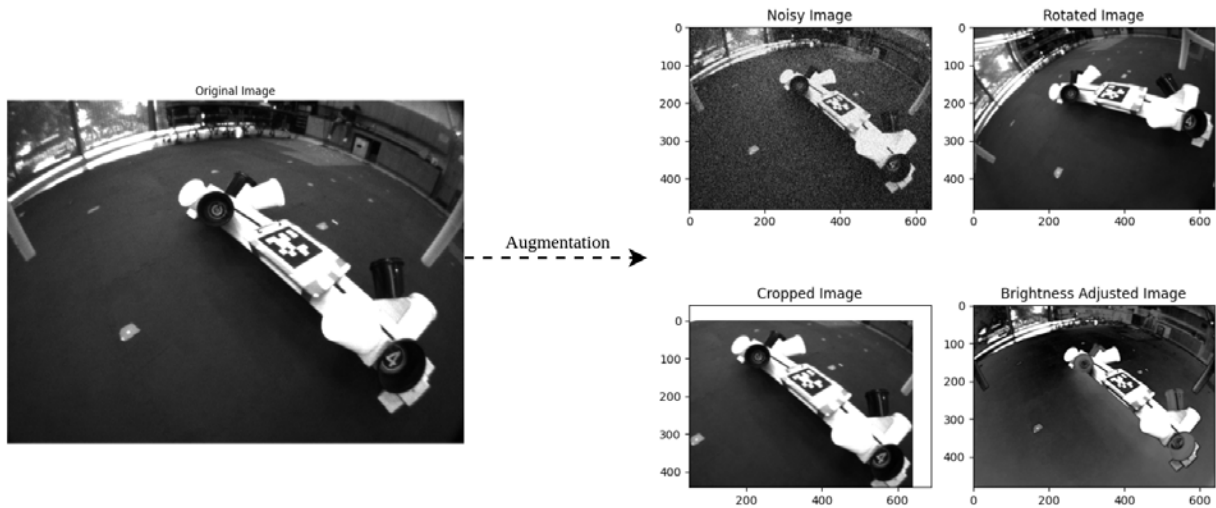 Original Image
Augmentation
Noisy Image
0
100
200
300
400
0 200 400 600
Rotated Image
0
100
200
300
400
0 200 400 600
Cropped Image
0
100
200
300
400
200 400 600
Brightness Adjusted Image
0
100
200
300
400
0 200 400 600
4